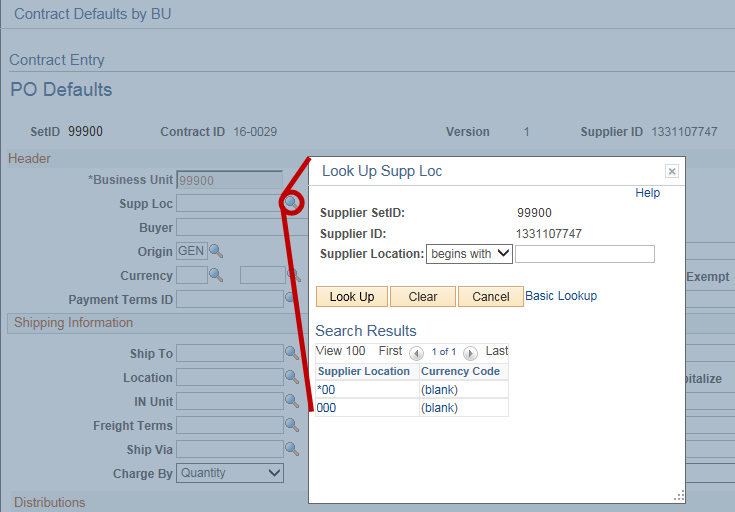 Contract Defaults by BU
Contract Entry
PO Defaults
SetID 99900 Contract ID 16-0029 Version 1 Supplier ID 1331107747
Header
*Business Unit 99900
Supp Loc
Buyer
Origin GEN
Currency
Exempt
Payment Terms ID
Shipping Information
Ship To
Location
pitalize
IN Unit
Freight Terms
Ship Via
Charge By Quantity
Distributions
Look Up Supp Loc
Help
Supplier SetID: 99900
Supplier ID: 1331107747
Supplier Location: begins with
Look Up Clear Cancel Basic Lookup
Search Results
View 100 First 1 of 1 Last
Supplier Location Currency Code
*00 (blank)
000 (blank)